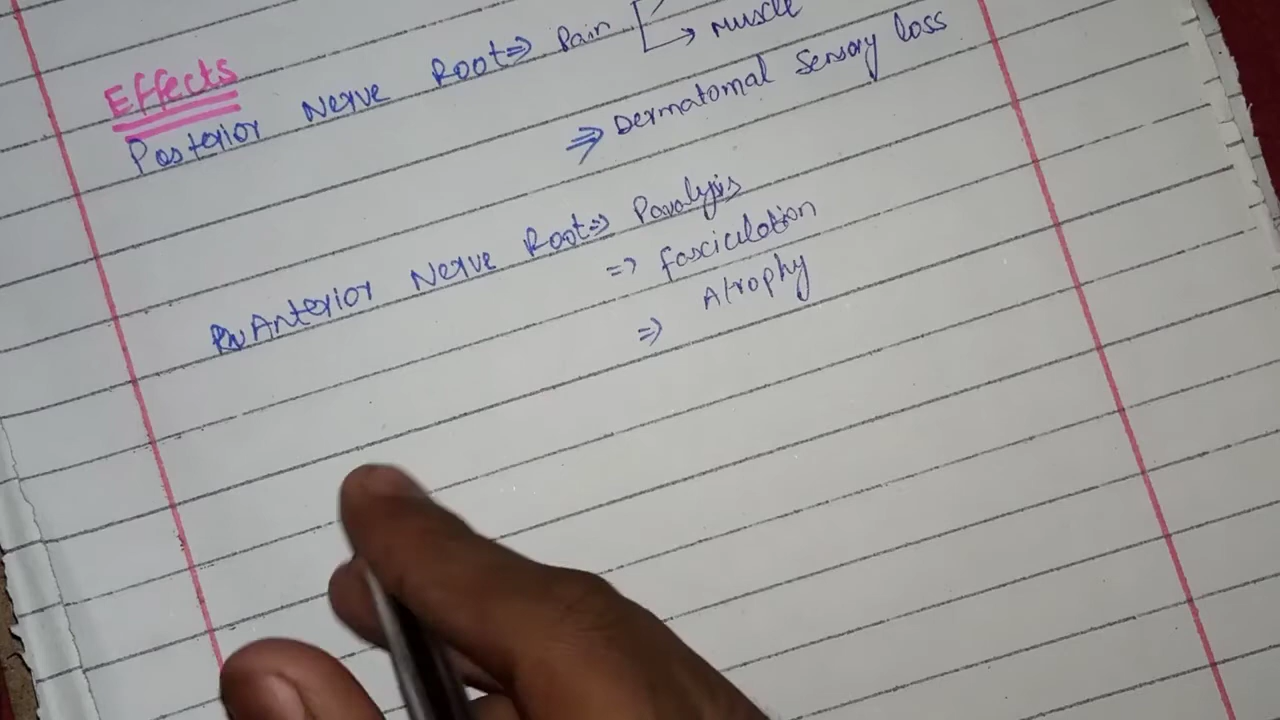 Effects
Posterior Nerve Root⇒ Pain → Muscle
⇒ Dermatomal Sensory loss
Anterior Nerve Root⇒ Paralysis
⇒ fasciculation
⇒ Atrophy